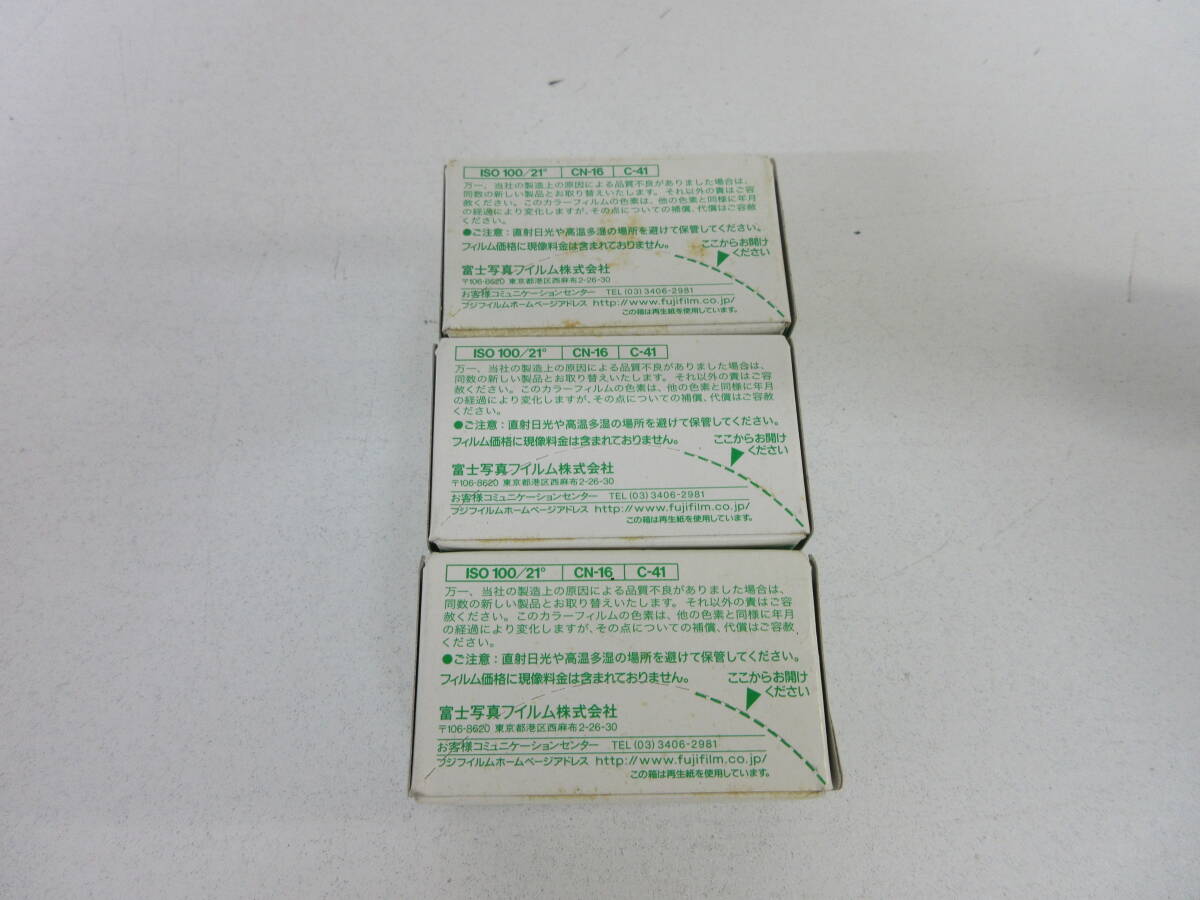 ISO 100/21° CN-16 C-41
万一、当社の製造上の原因による品質不良がありました場合は、
同数の新しい製品とお取り替えいたします。それ以外の責はご容
赦ください。このカラーフィルムの色素は、他の色素と同様に年月
の経過により変化しますが、その点についての補償、代償はご容赦
ください。
●ご注意：直射日光や高温多湿の場所を避けて保管してください。
フィルム価格に現像料金は含まれておりません。
ここからお開け
ください
富士写真フイルム株式会社
〒106-8620 東京都港区西麻布2-26-30
お客様コミュニケーションセンター TEL(03)3406-2981
フジフイルムホームページアドレス http://www.fujifilm.co.jp/
この箱は再生紙を使用しています。
ISO 100/21° CN-16 C-41
万一、当社の製造上の原因による品質不良がありました場合は、
同数の新しい製品とお取り替えいたします。それ以外の責はご容
赦ください。このカラーフィルムの色素は、他の色素と同様に年月
の経過により変化しますが、その点についての補償、代償はご容赦
ください。
●ご注意：直射日光や高温多湿の場所を避けて保管してください。
フィルム価格に現像料金は含まれておりません。
ここからお開け
ください
富士写真フイルム株式会社
〒106-8620 東京都港区西麻布2-26-30
お客様コミュニケーションセンター TEL(03)3406-2981
フジフイルムホームページアドレス http://www.fujifilm.co.jp/
この箱は再生紙を使用しています。
ISO 100/21° CN-16 C-41
万一、当社の製造上の原因による品質不良がありました場合は、
同数の新しい製品とお取り替えいたします。それ以外の責はご容
赦ください。このカラーフィルムの色素は、他の色素と同様に年月
の経過により変化しますが、その点についての補償、代償はご容赦
ください。
●ご注意：直射日光や高温多湿の場所を避けて保管してください。
フィルム価格に現像料金は含まれておりません。
ここからお開け
ください
富士写真フイルム株式会社
〒106-8620 東京都港区西麻布2-26-30
お客様コミュニケーションセンター TEL(03)3406-2981
フジフイルムホームページアドレス http://www.fujifilm.co.jp/
この箱は再生紙を使用しています。